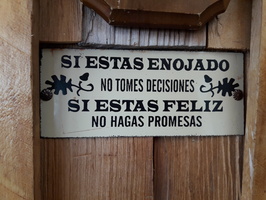 SI ESTAS ENOJADO
NO TOMES DECISIONES
SI ESTAS FELIZ
NO HAGAS PROMESAS